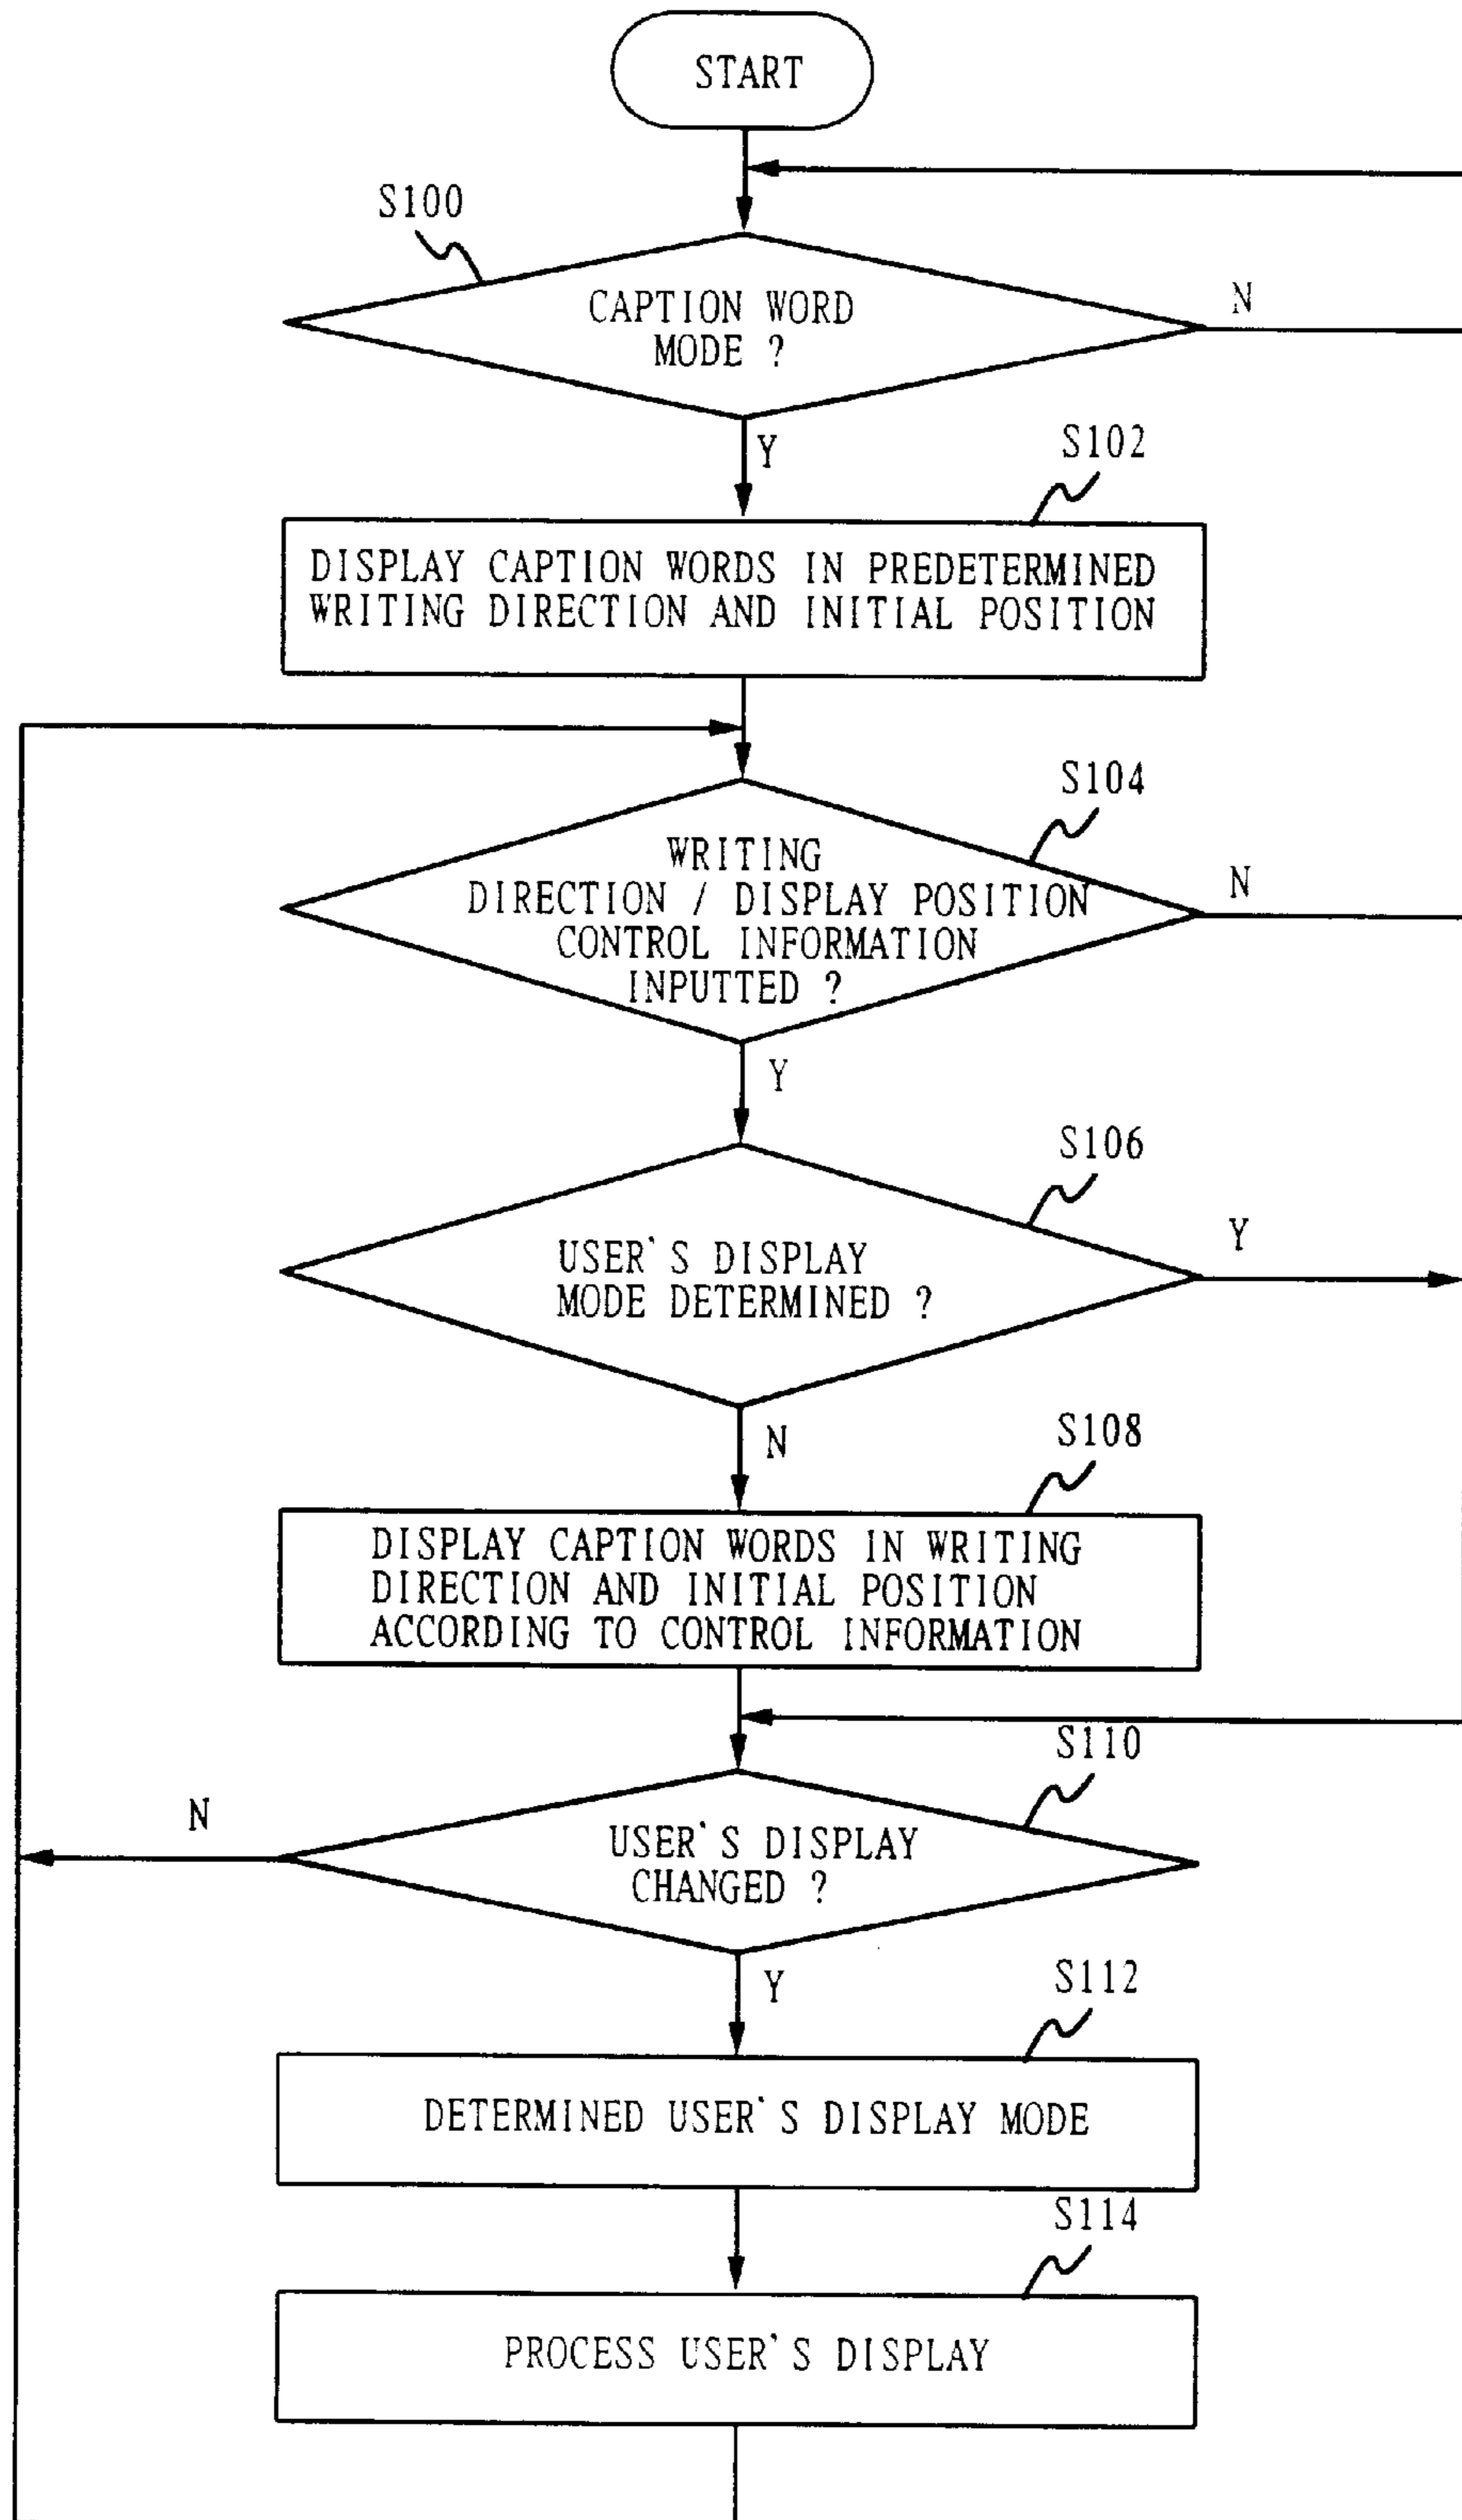 START
S100
CAPTION WORD
MODE ?
N
Y
S102
DISPLAY CAPTION WORDS IN PREDETERMINED
WRITING DIRECTION AND INITIAL POSITION
S104
WRITING
DIRECTION / DISPLAY POSITION
CONTROL INFORMATION
INPUTTED ?
N
Y
S106
USER'S DISPLAY
MODE DETERMINED ?
Y
N
S108
DISPLAY CAPTION WORDS IN WRITING
DIRECTION AND INITIAL POSITION
ACCORDING TO CONTROL INFORMATION
S110
USER'S DISPLAY
CHANGED ?
N
Y
S112
DETERMINED USER'S DISPLAY MODE
S114
PROCESS USER'S DISPLAY